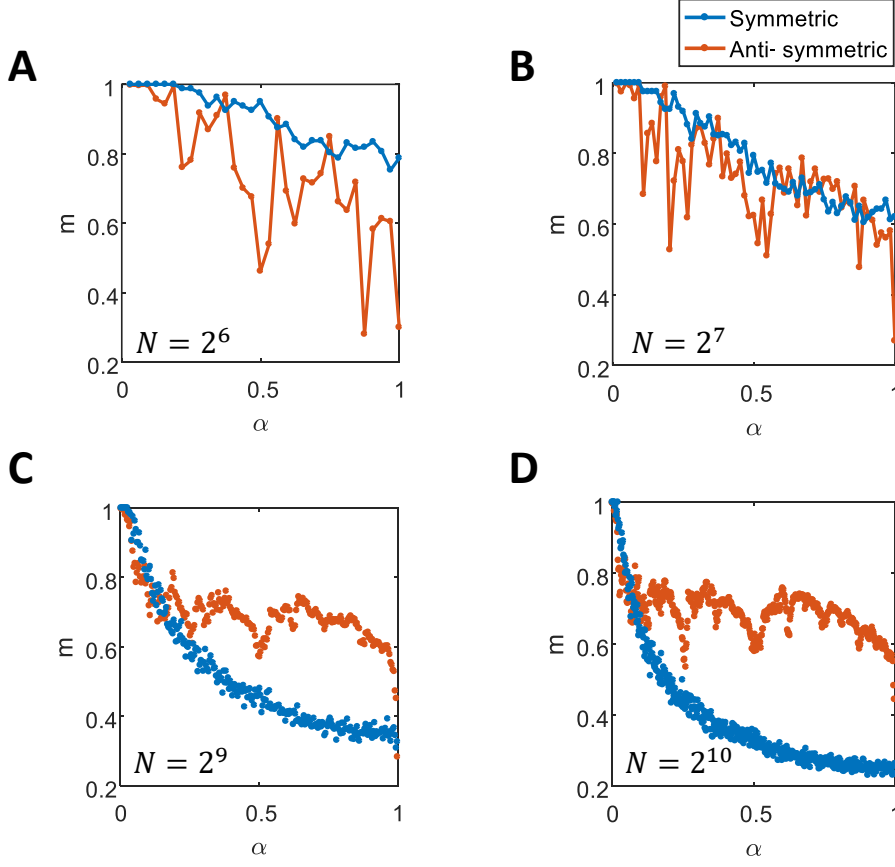 Symmetric
Anti- symmetric
A
B
1
0.8
0.6
0.4
0.2
m
N = 2^6
0
0.5
1
α
1
0.8
0.6
0.4
0.2
m
N = 2^7
0
0.5
1
α
C
D
1
0.8
0.6
0.4
0.2
m
N = 2^9
0
0.5
1
α
1
0.8
0.6
0.4
0.2
m
N = 2^10
0
0.5
1
α